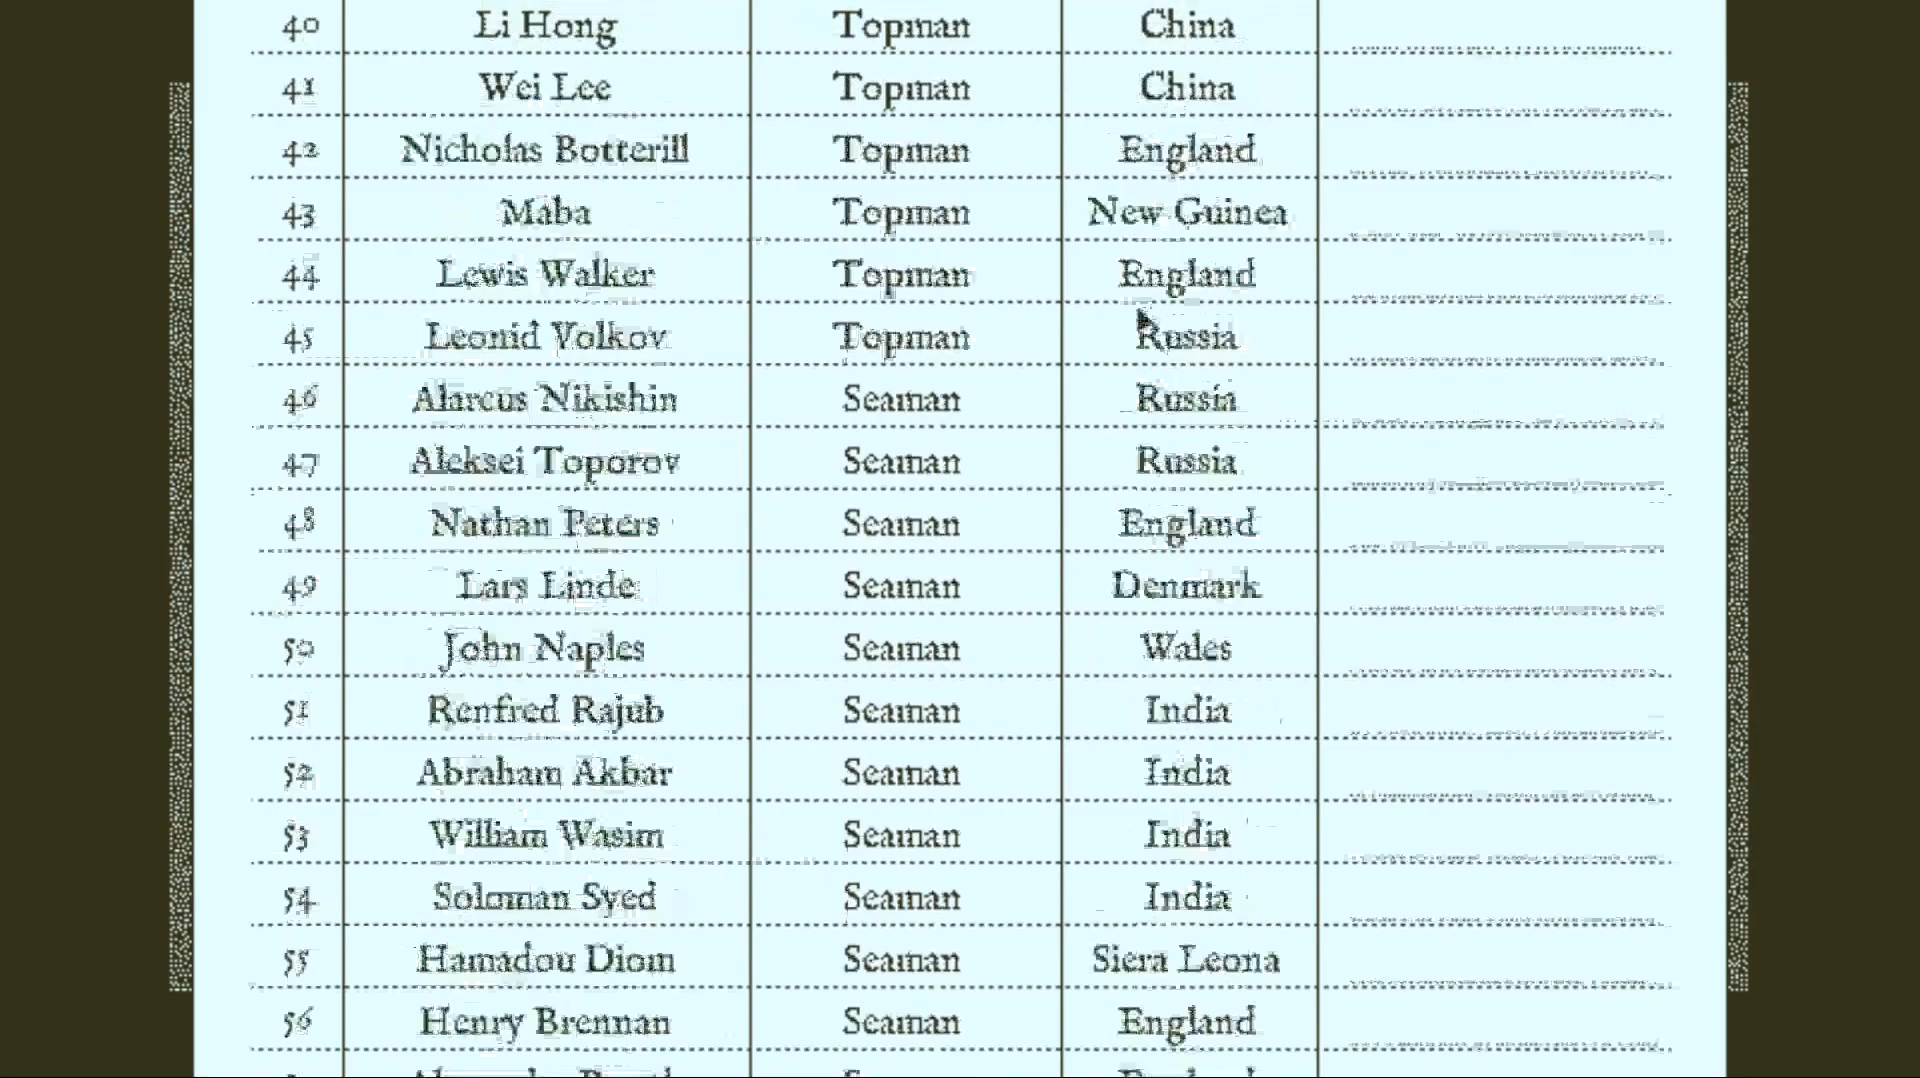 40 Li Hong Topman China
41 Wei Lee Topman China
42 Nicholas Botterill Topman England
43 Maba Topman New Guinea
44 Lewis Walker Topman England
45 Leonid Volkov Topman Russia
46 Alarcus Nikishin Seaman Russia
47 Aleksei Toporov Seaman Russia
48 Nathan Peters Seaman England
49 Lars Linde Seaman Denmark
50 John Naples Seaman Wales
51 Renfred Rajub Seaman India
52 Abraham Akbar Seaman India
53 William Wasim Seaman India
54 Soloman Syed Seaman India
55 Hamadou Diom Seaman Siera Leona
56 Henry Brennan Seaman England